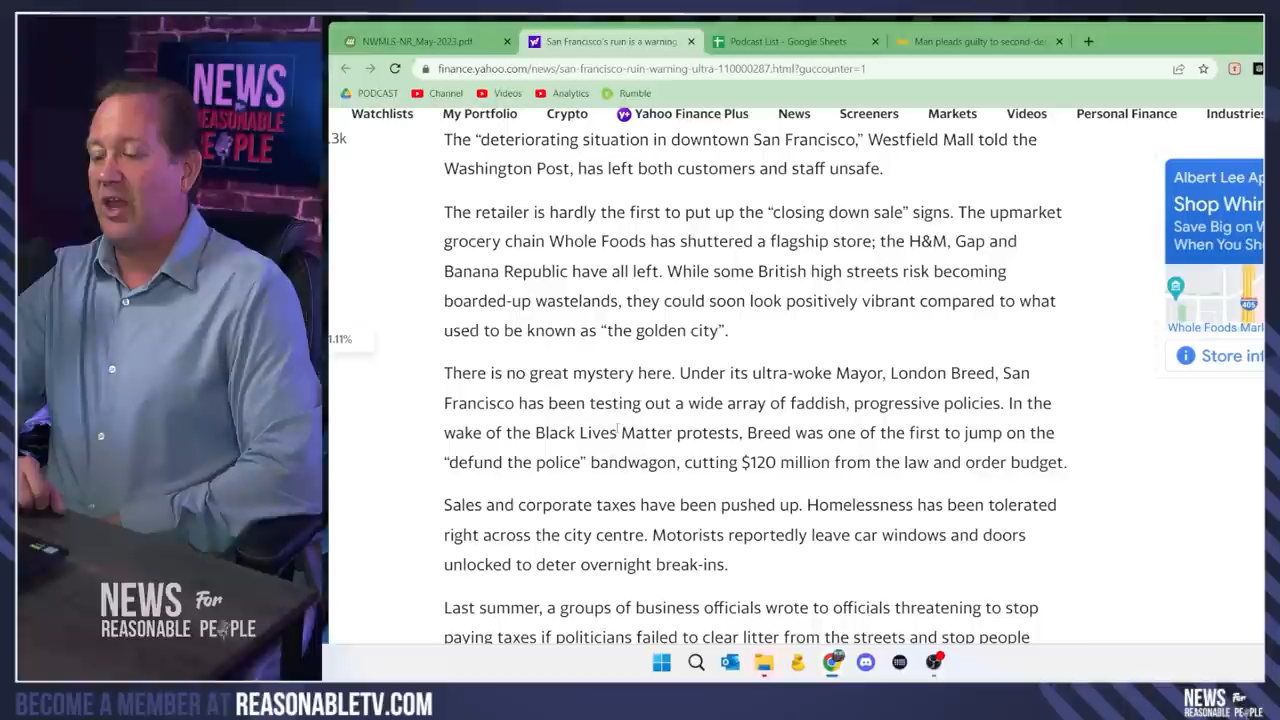 NEWS
For
REASONABLE
PEOPLE
NWMLS-NR_May-2023.pdf
San Francisco's ruin is a warning
Podcast List - Google Sheets
Man pleads guilty to second-de
finance.yahoo.com/news/san-francisco-ruin-warning-ultra-110000287.html?guccounter=1
PODCAST Channel Videos Analytics Rumble
Watchlists My Portfolio Crypto Yahoo Finance Plus News Screeners Markets Videos Personal Finance Industries
.3k
The “deteriorating situation in downtown San Francisco,” Westfield Mall told the
Washington Post, has left both customers and staff unsafe.
The retailer is hardly the first to put up the “closing down sale” signs. The upmarket
grocery chain Whole Foods has shuttered a flagship store; the H&M, Gap and
Banana Republic have all left. While some British high streets risk becoming
boarded-up wastelands, they could soon look positively vibrant compared to what
used to be known as “the golden city”.
1.11%
There is no great mystery here. Under its ultra-woke Mayor, London Breed, San
Francisco has been testing out a wide array of faddish, progressive policies. In the
wake of the Black Lives Matter protests, Breed was one of the first to jump on the
“defund the police” bandwagon, cutting $120 million from the law and order budget.
Sales and corporate taxes have been pushed up. Homelessness has been tolerated
right across the city centre. Motorists reportedly leave car windows and doors
unlocked to deter overnight break-ins.
Last summer, a groups of business officials wrote to officials threatening to stop
paying taxes if politicians failed to clear litter from the streets and stop people
Albert Lee Ap
Shop Whir
Save Big on W
When You Sh
405
Whole Foods Mar
Store inf
NEWS For
REASONABLE PEOPLE
BECOME A MEMBER AT REASONABLETV.COM
NEWS For
REASONABLE PEOPLE